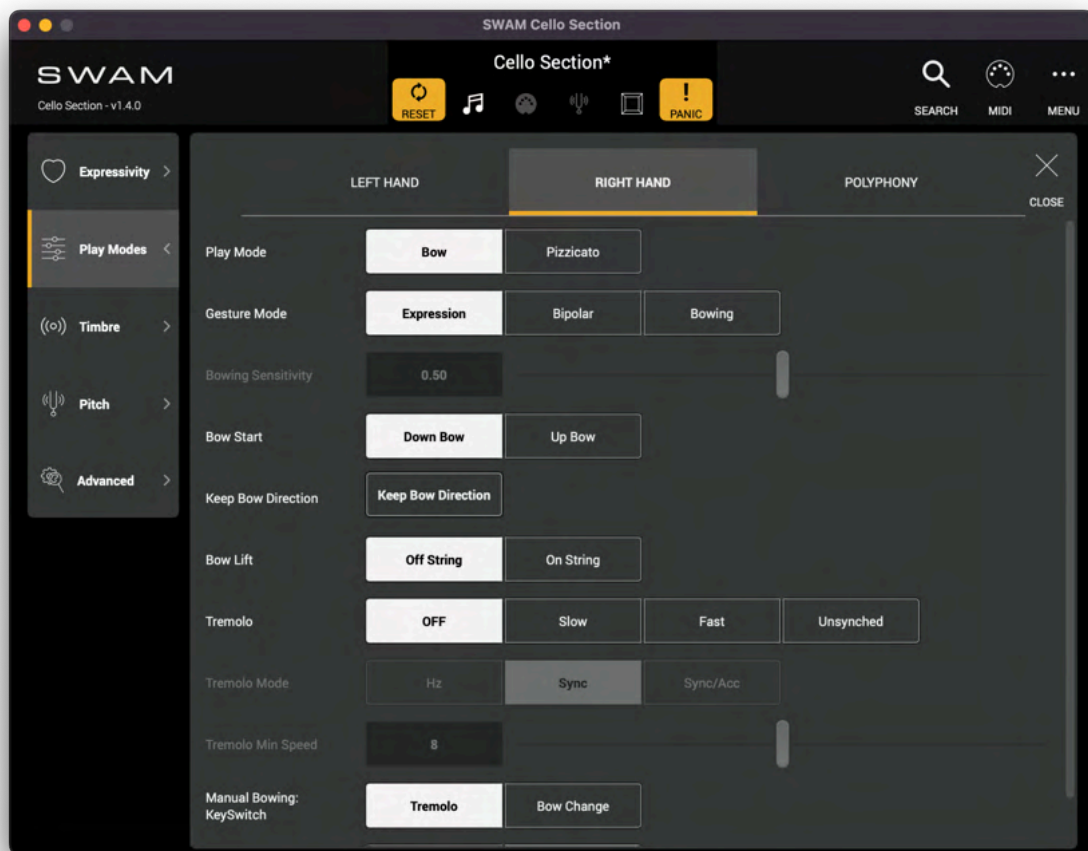 SWAM Cello Section
SWAM
Cello Section - v1.4.0
Cello Section*
RESET
PANIC
SEARCH
MIDI
MENU
Expressivity
Play Modes
Timbre
Pitch
Advanced
LEFT HAND
RIGHT HAND
POLYPHONY
CLOSE
Play Mode
Bow
Pizzicato
Gesture Mode
Expression
Bipolar
Bowing
Bowing Sensitivity
0.50
Bow Start
Down Bow
Up Bow
Keep Bow Direction
Keep Bow Direction
Bow Lift
Off String
On String
Tremolo
OFF
Slow
Fast
Unsynched
Tremolo Mode
Hz
Sync
Sync/Acc
Tremolo Min Speed
8
Manual Bowing:
KeySwitch
Tremolo
Bow Change